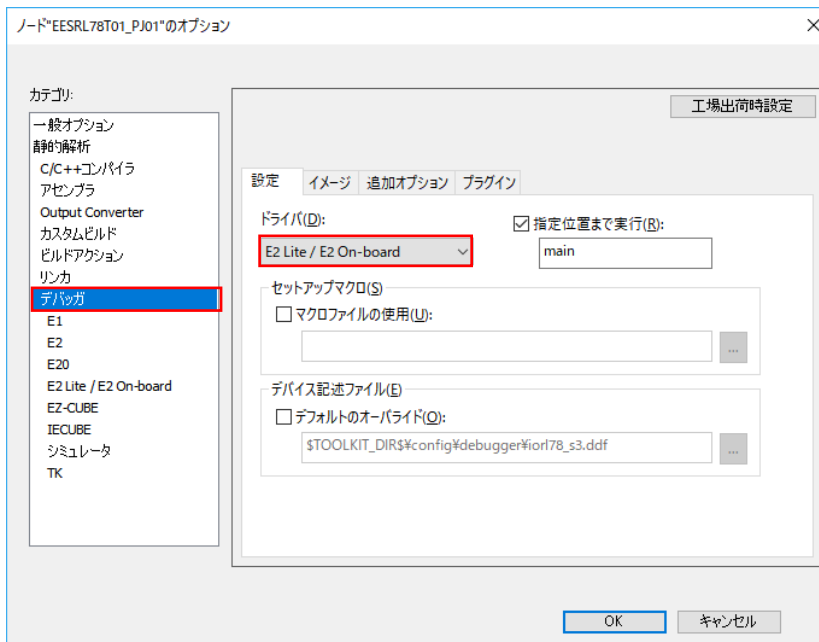 ノード"EESRL78T01_PJ01"のオプション
カテゴリ:
一般オプション
静的解析
C/C++コンパイラ
アセンブラ
Output Converter
カスタムビルド
ビルドアクション
リンカ
デバッガ
E1
E2
E20
E2 Lite / E2 On-board
EZ-CUBE
IECUBE
シミュレータ
TK
工場出荷時設定
設定 イメージ 追加オプション プラグイン
ドライバ(D):
E2 Lite / E2 On-board
指定位置まで実行(R):
main
セットアップマクロ(S)
マクロファイルの使用(U):
...
デバイス記述ファイル(E)
デフォルトのオーバライド(O):
$TOOLKIT_DIR$¥config¥debugger¥iorl78_s3.ddf
...
OK キャンセル